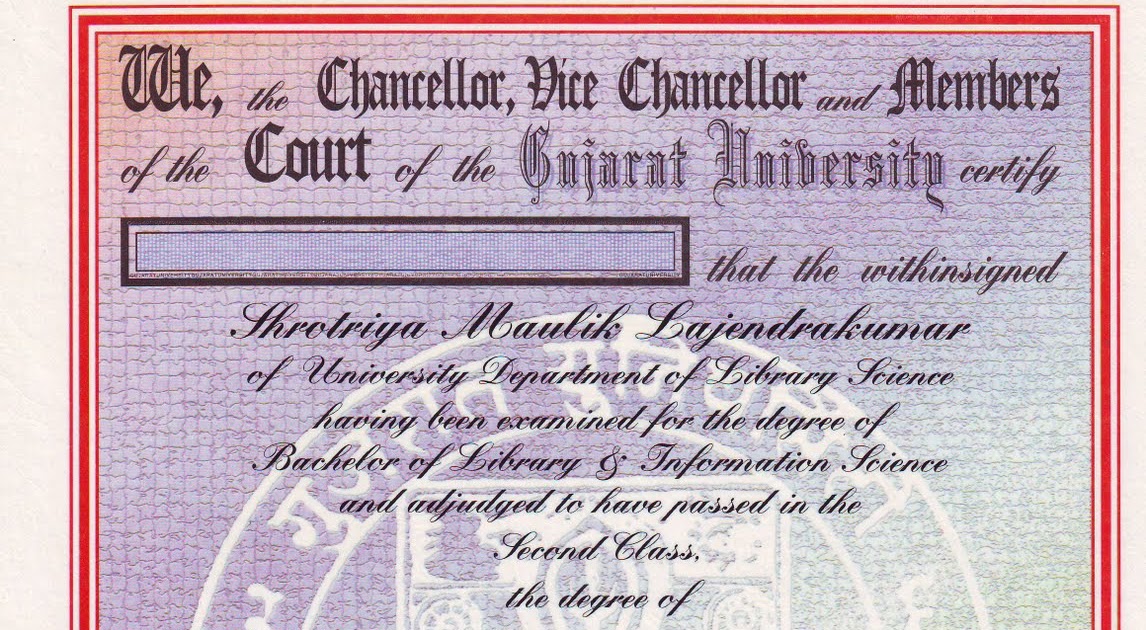 We, the Chancellor, Vice Chancellor and Members
of the Court of the Gujarat University certify
that the withinsigned
Shrotriya Maulik Lajendrakumar
of University Department of Library Science
having been examined for the degree of
Bachelor of Library & Information Science
and adjudged to have passed in the
Second Class,
the degree of